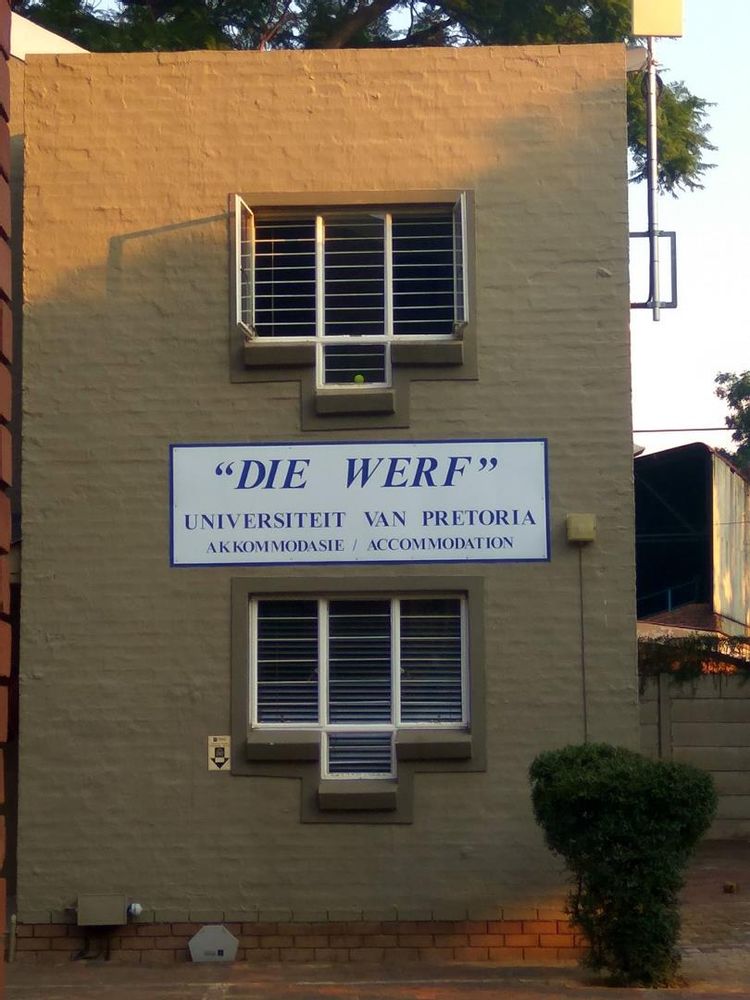 “DIE WERF”
UNIVERSITEIT VAN PRETORIA
AKKOMMODASIE / ACCOMMODATION